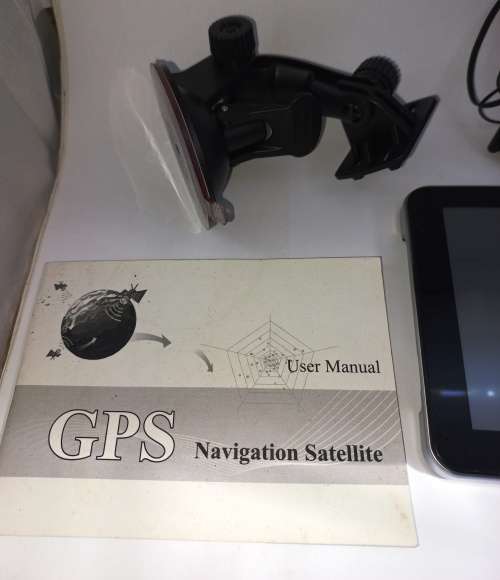 User Manual
GPS Navigation Satellite